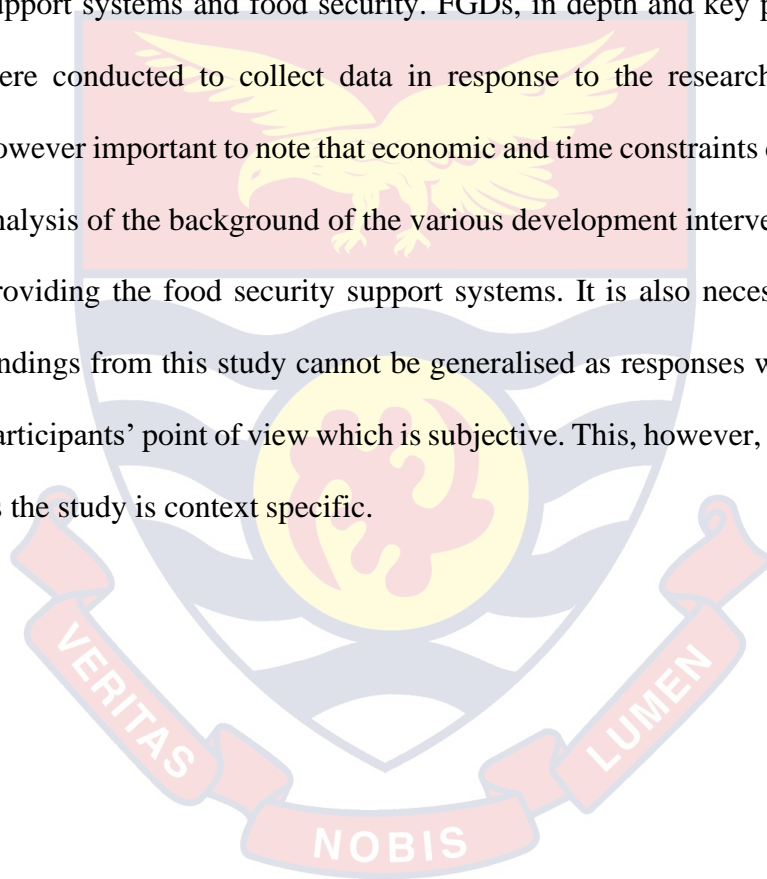 support systems and food security. FGDs, in depth and key p
were conducted to collect data in response to the research
however important to note that economic and time constraints
analysis of the background of the various development interve
providing the food security support systems. It is also neces
findings from this study cannot be generalised as responses w
participants’ point of view which is subjective. This, however,
as the study is context specific.
VERITAS
NOBIS
LUMEN